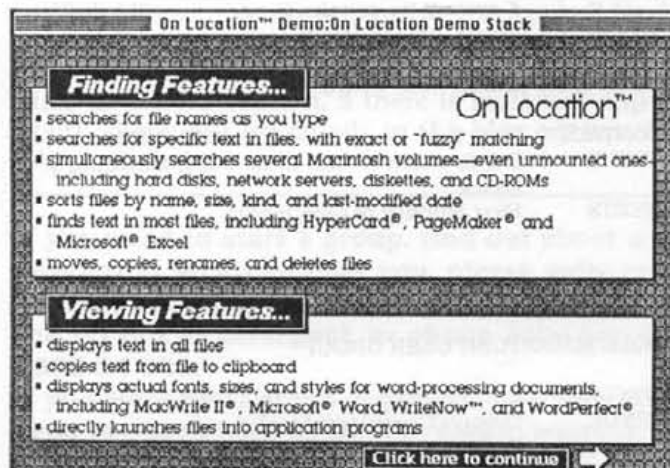 On Location™ Demo:On Location Demo Stack
Finding Features...
On Location™
▪ searches for file names as you type
▪ searches for specific text in files, with exact or "fuzzy" matching
▪ simultaneously searches several Macintosh volumes—even unmounted ones—
including hard disks, network servers, diskettes, and CD-ROMs
▪ sorts files by name, size, kind, and last-modified date
▪ finds text in most files, including HyperCard®, PageMaker® and
Microsoft® Excel
▪ moves, copies, renames, and deletes files
Viewing Features...
▪ displays text in all files
▪ copies text from file to clipboard
▪ displays actual fonts, sizes, and styles for word-processing documents,
including MacWrite II®, Microsoft® Word, WriteNow™, and WordPerfect®
▪ directly launches files into application programs
Click here to continue